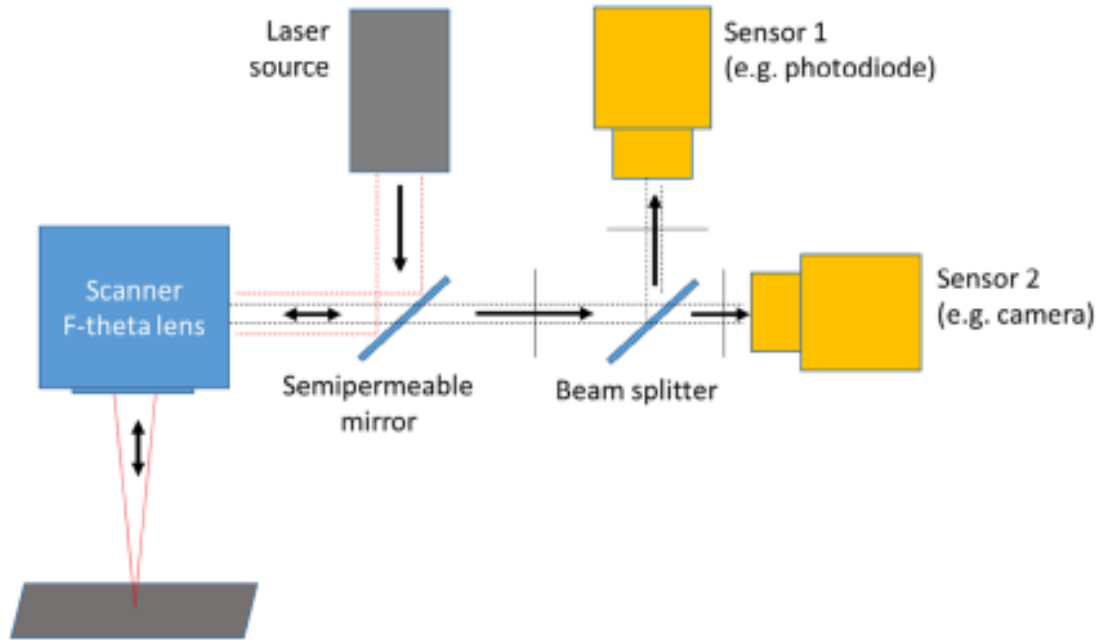 Laser
source
Sensor 1
(e.g. photodiode)
Scanner
F-theta lens
Sensor 2
(e.g. camera)
Semipermeable
mirror
Beam splitter